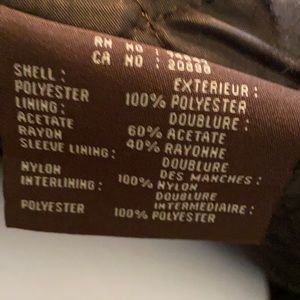 RN NO :
CA NO : 20090
SHELL : EXTERIEUR :
POLYESTER 100% POLYESTER
LINING : DOUBLURE :
ACETATE 60% ACETATE
RAYON 40% RAYONNE
SLEEVE LINING : DOUBLURE
DES MANCHES :
NYLON 100% NYLON
INTERLINING : DOUBLURE
INTERMEDIAIRE :
POLYESTER 100% POLYESTER